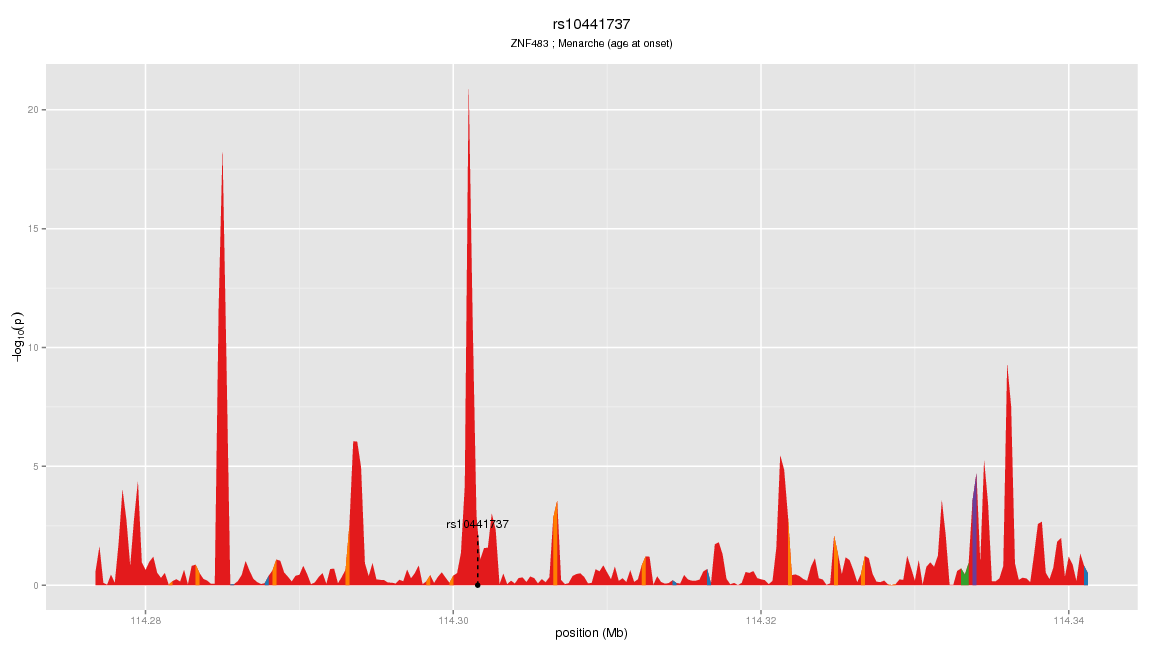 rs10441737
ZNF483 ; Menarche (age at onset)
20
15
10
5
0
−log10(p)
rs10441737
114.28
114.30
114.32
114.34
position (Mb)